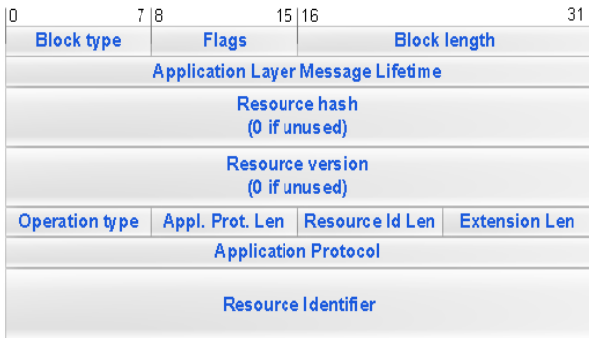 0 7 8 15 16 31
Block type Flags Block length
Application Layer Message Lifetime
Resource hash
(0 if unused)
Resource version
(0 if unused)
Operation type Appl. Prot. Len Resource Id Len Extension Len
Application Protocol
Resource Identifier